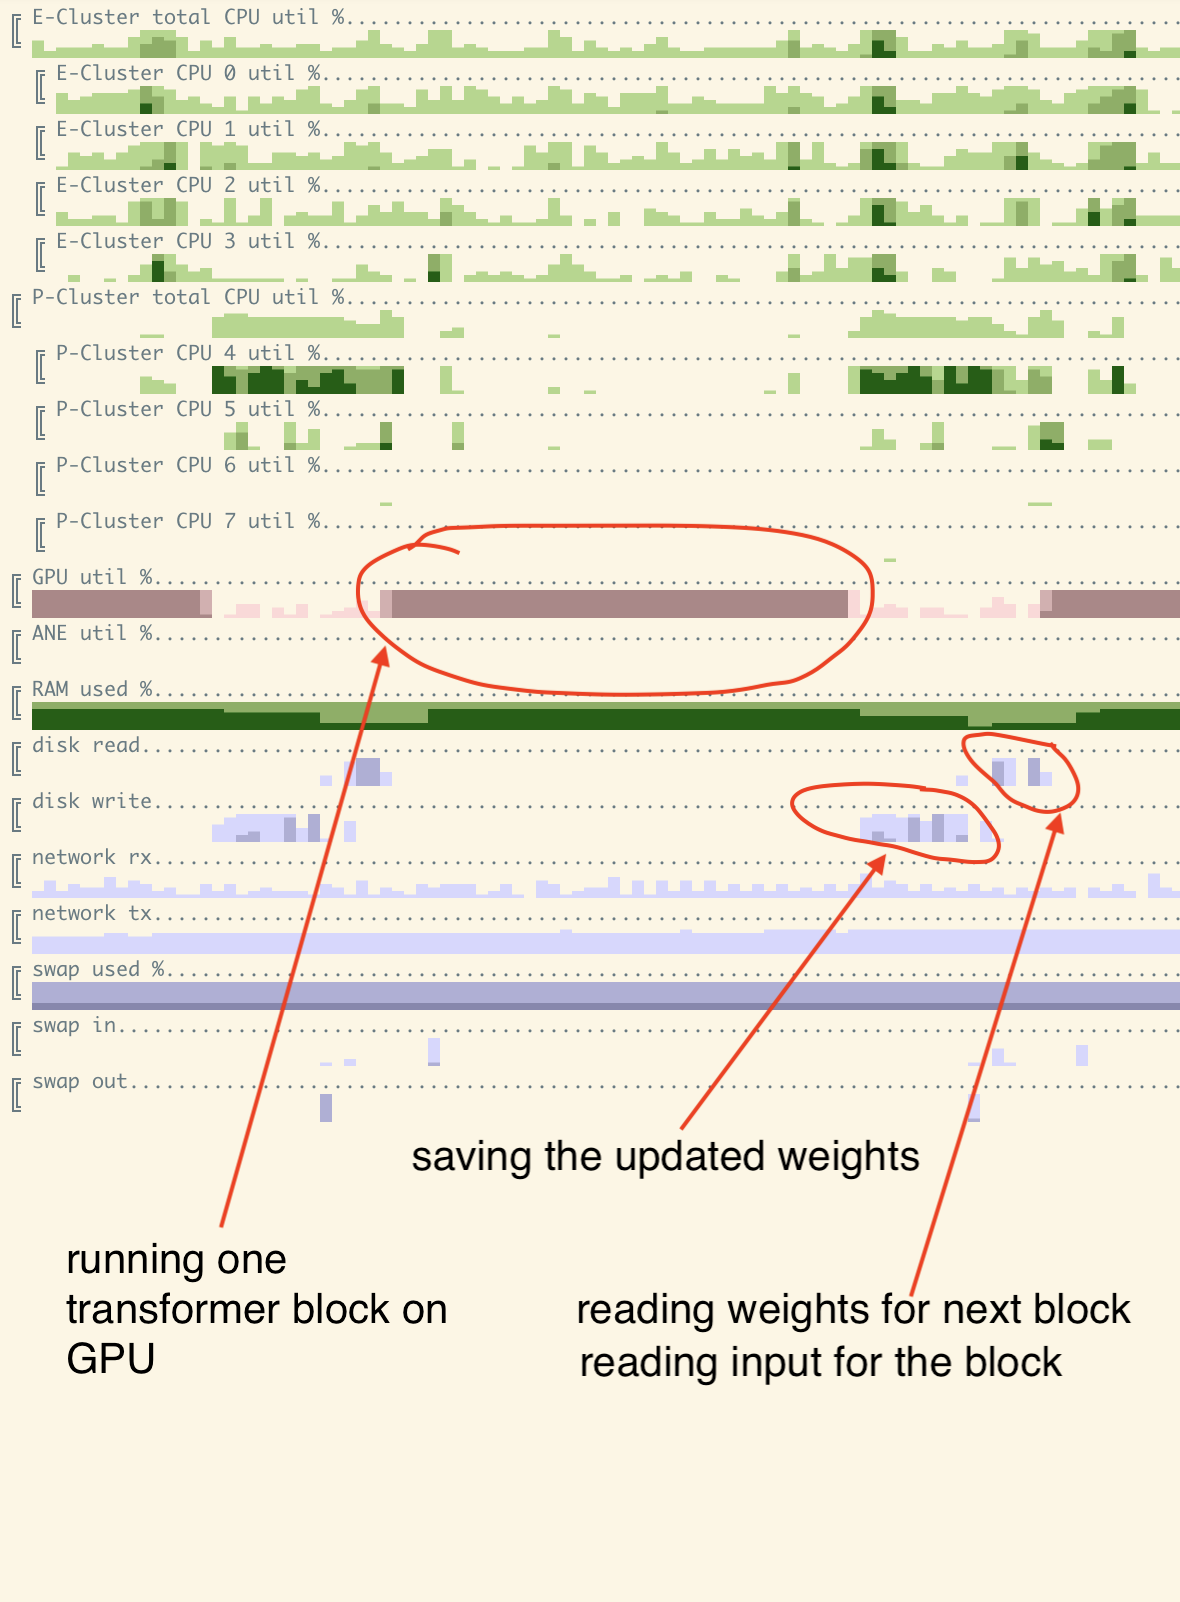 E-Cluster total CPU util %
E-Cluster CPU 0 util %
E-Cluster CPU 1 util %
E-Cluster CPU 2 util %
E-Cluster CPU 3 util %
P-Cluster total CPU util %
P-Cluster CPU 4 util %
P-Cluster CPU 5 util %
P-Cluster CPU 6 util %
P-Cluster CPU 7 util %
GPU util %
ANE util %
RAM used %
disk read
disk write
network rx
network tx
swap used %
swap in
swap out
saving the updated weights
running one
transformer block on
GPU
reading weights for next block
reading input for the block